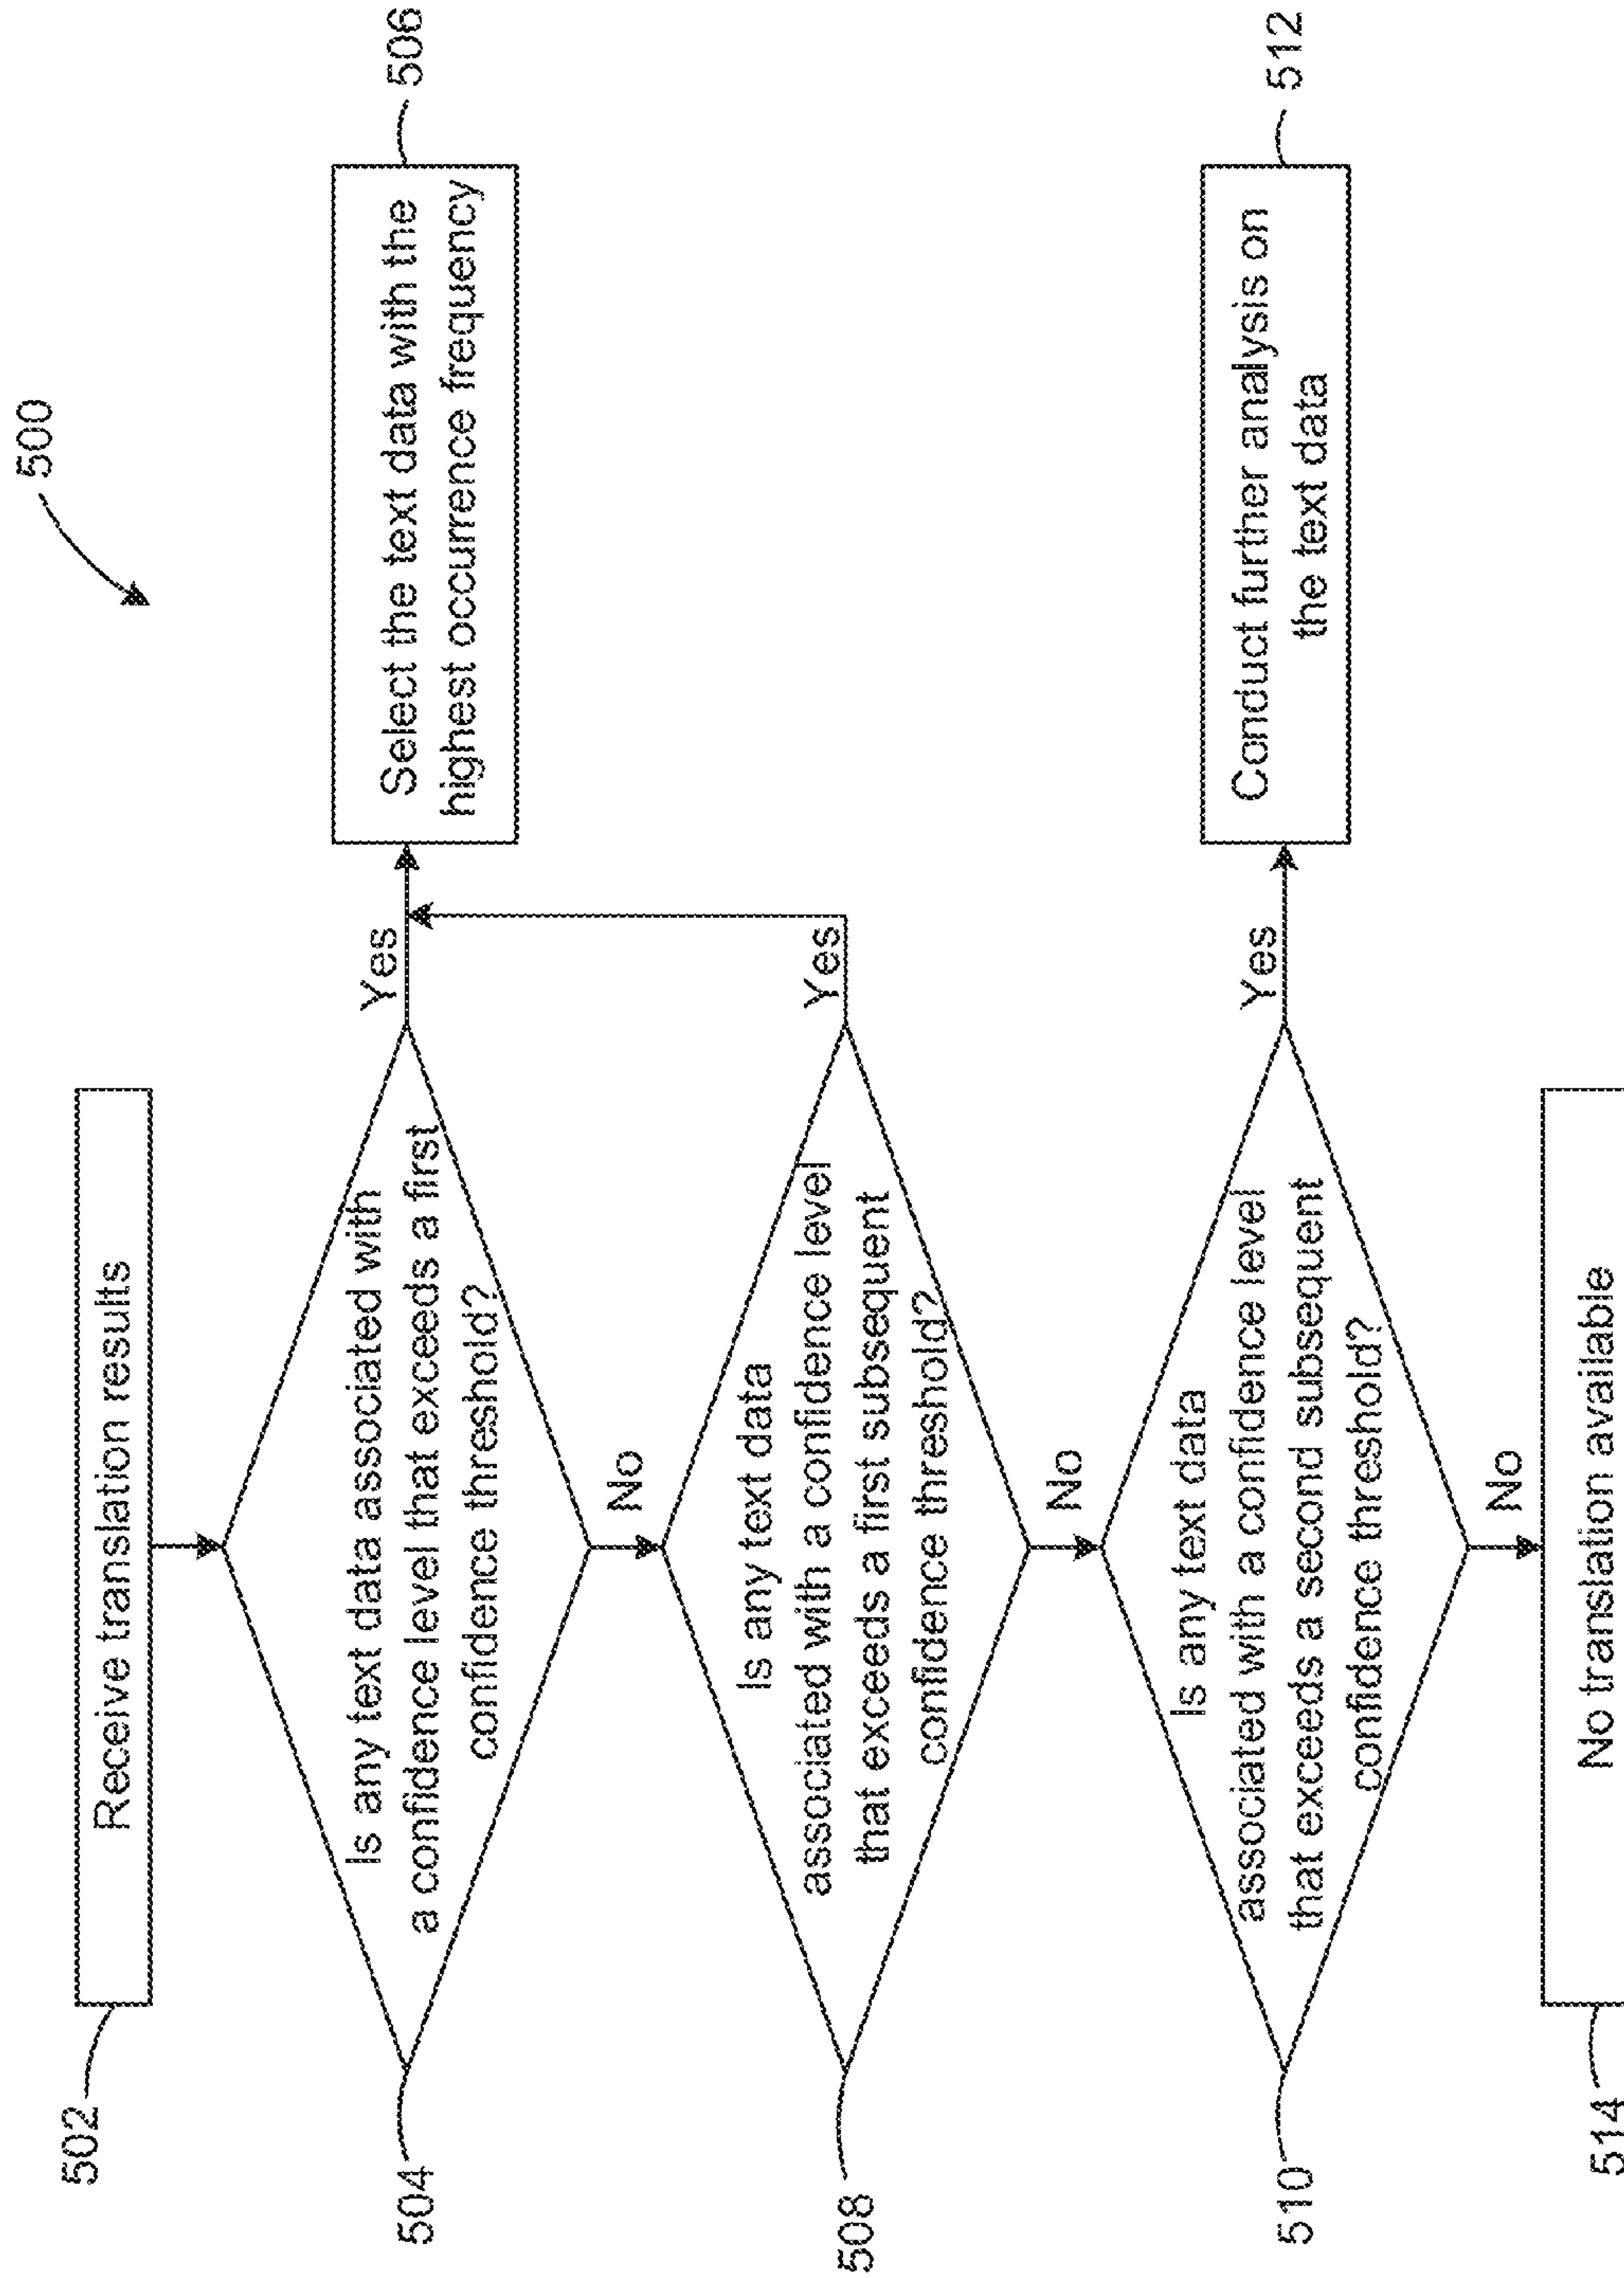 500
502
Receive translation results
504
Is any text data associated with
a confidence level that exceeds a first
confidence threshold?
Yes
506
Select the text data with the
highest occurrence frequency
No
508
Is any text data
associated with a confidence level
that exceeds a first subsequent
confidence threshold?
Yes
No
510
Is any text data
associated with a confidence level
that exceeds a second subsequent
confidence threshold?
Yes
512
Conduct further analysis on
the text data
No
514
No translation available